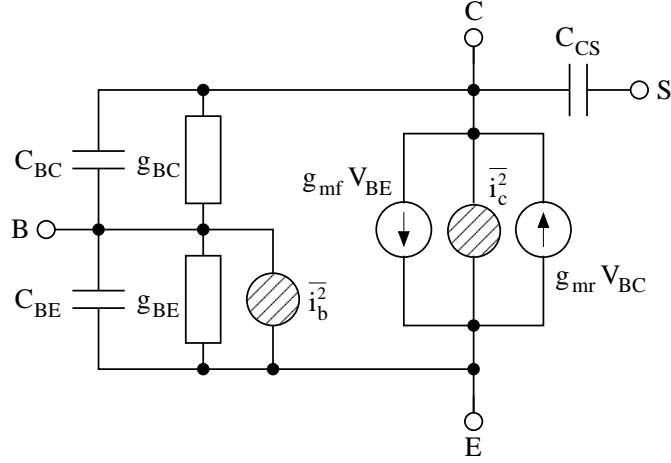 C
C_CS
S
C_BC
g_BC
g_mf V_BE
i_c^2
B
C_BE
g_BE
i_b^2
g_mr V_BC
E